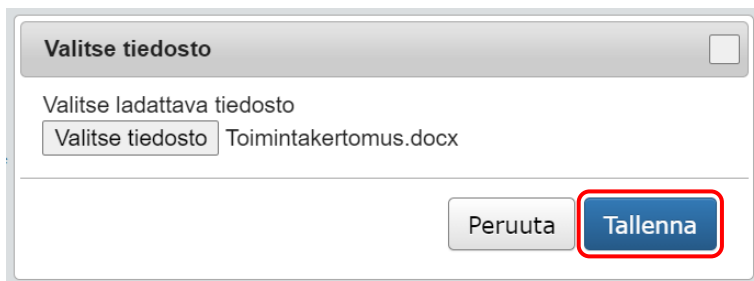 Valitse tiedosto
Valitse ladattava tiedosto
Valitse tiedosto Toimintakertomus.docx
Peruuta Tallenna